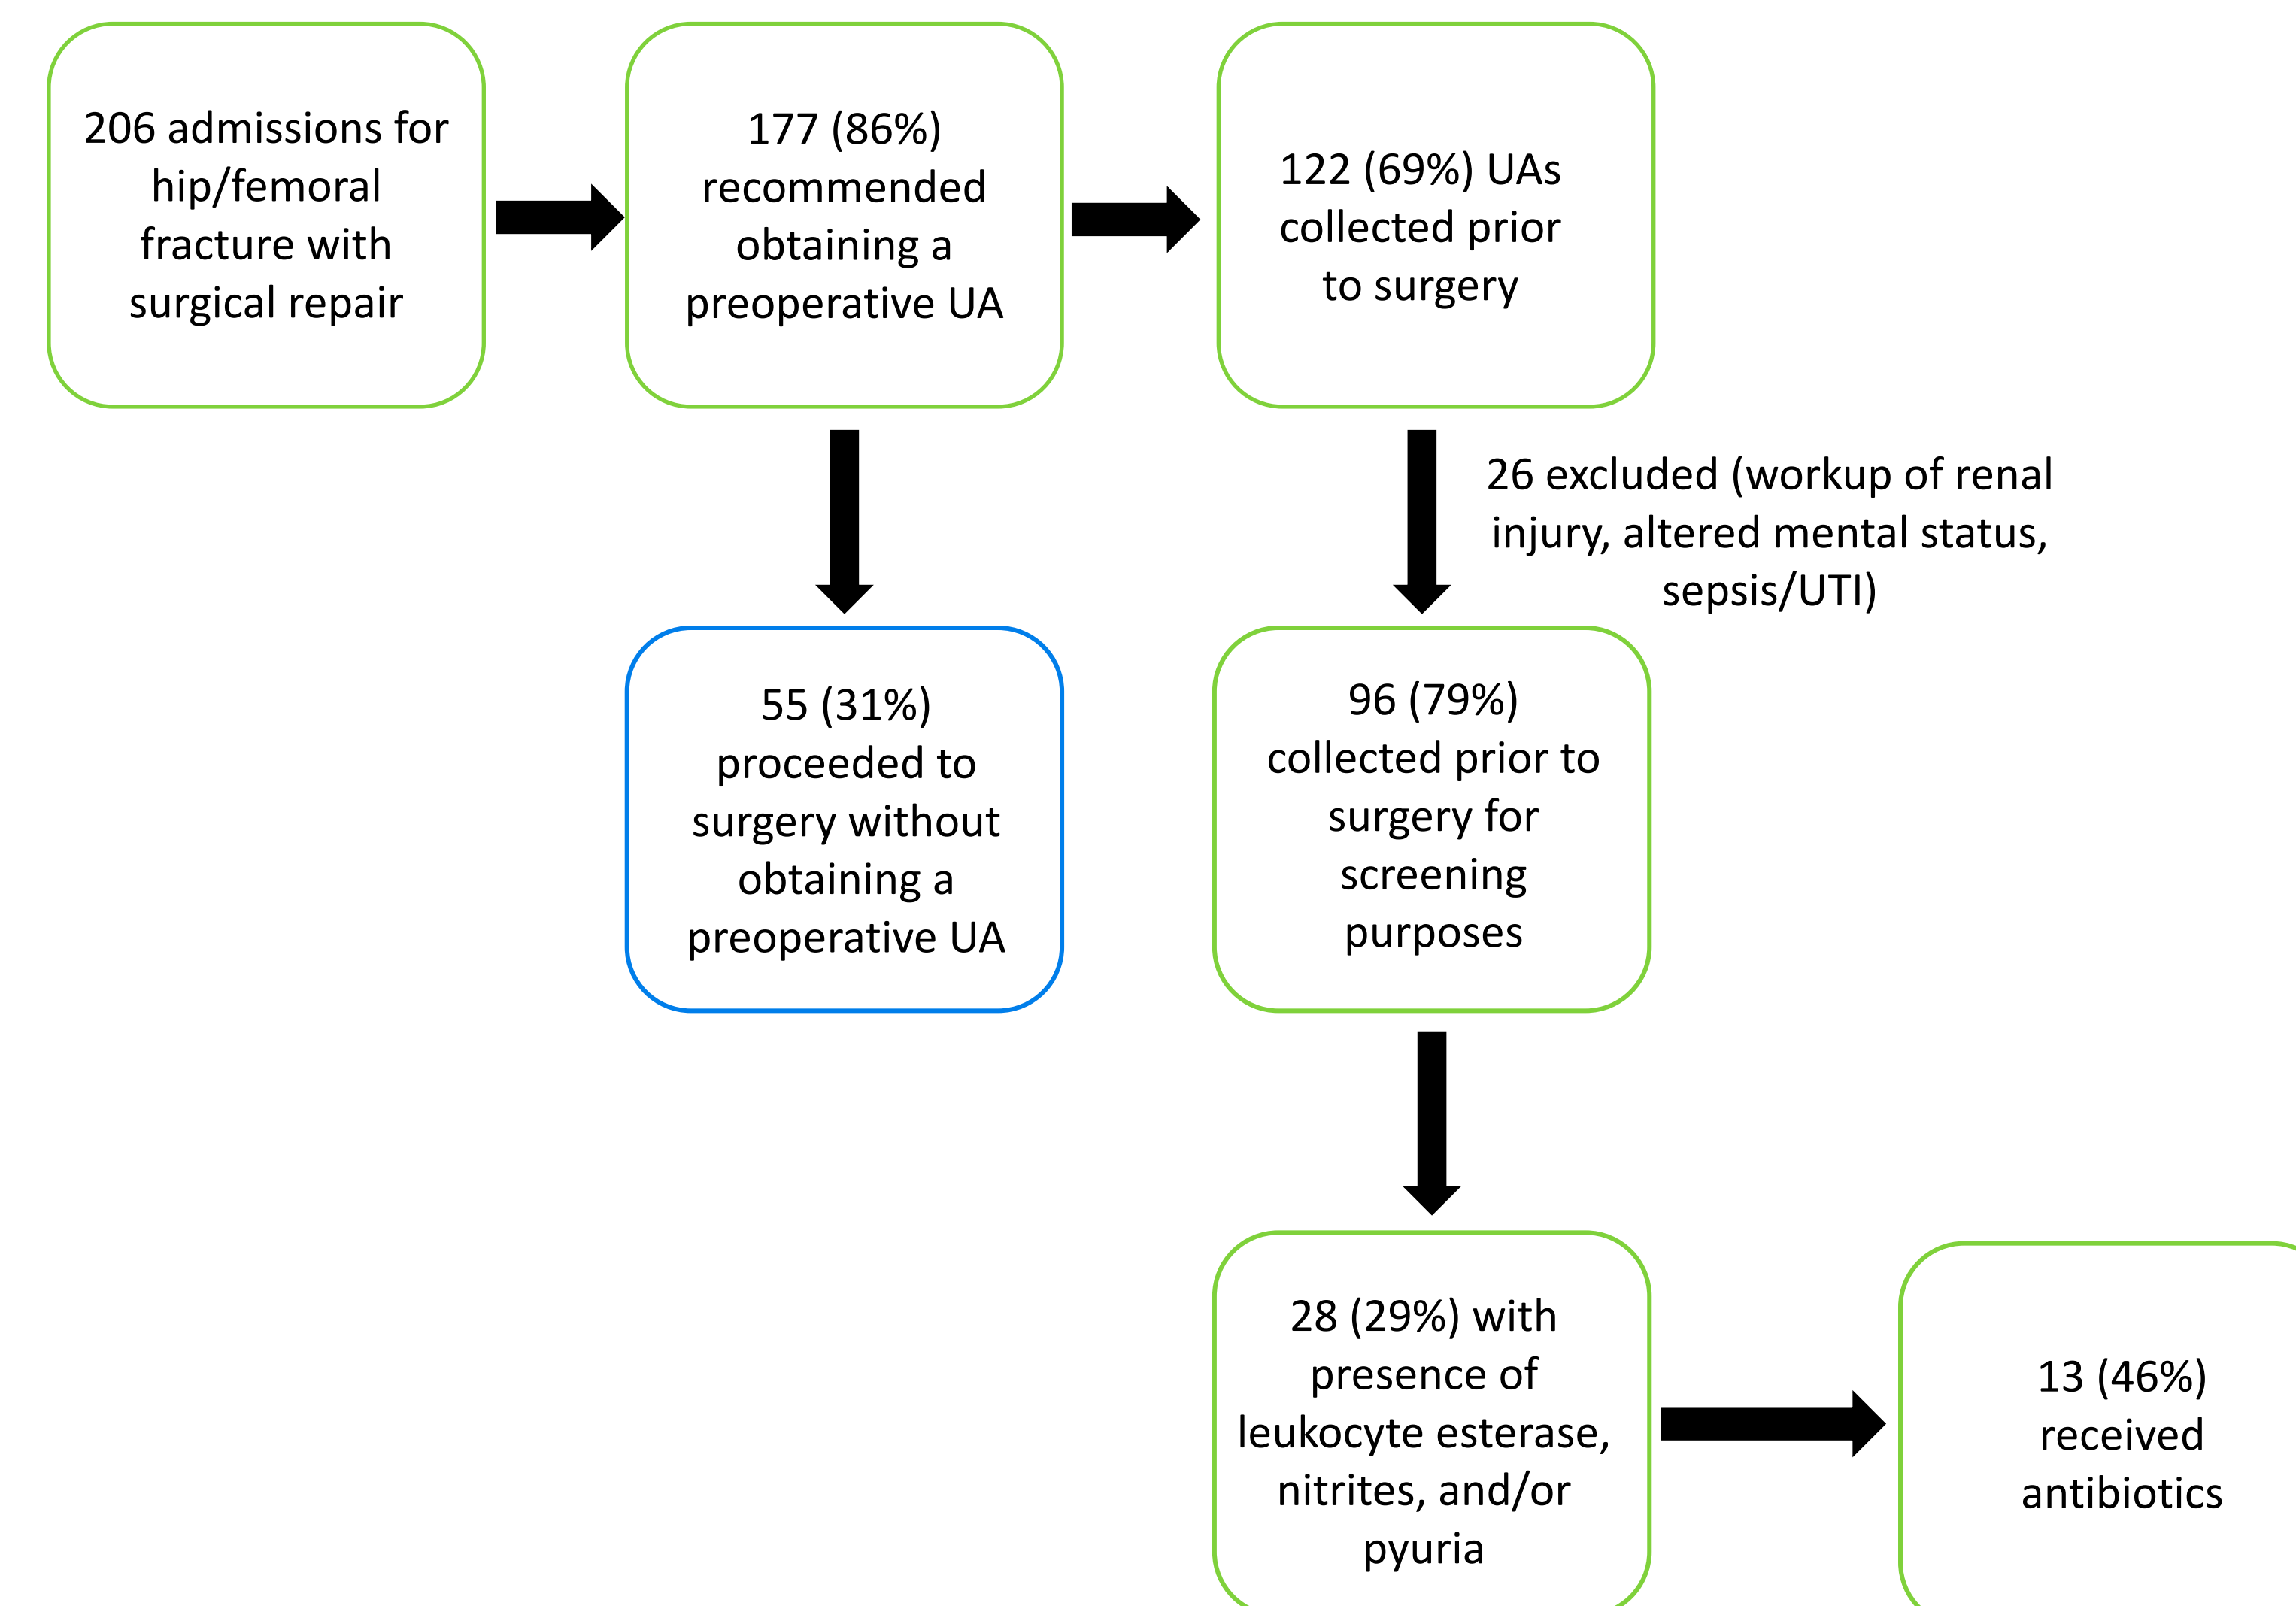 206 admissions for
hip/femoral
fracture with
surgical repair
177 (86%)
recommended
obtaining a
preoperative UA
122 (69%) UAs
collected prior
to surgery
26 excluded (workup of renal
injury, altered mental status,
sepsis/UTI)
55 (31%)
proceeded to
surgery without
obtaining a
preoperative UA
96 (79%)
collected prior to
surgery for
screening
purposes
28 (29%) with
presence of
leukocyte esterase,
nitrites, and/or
pyuria
13 (46%)
received
antibiotics